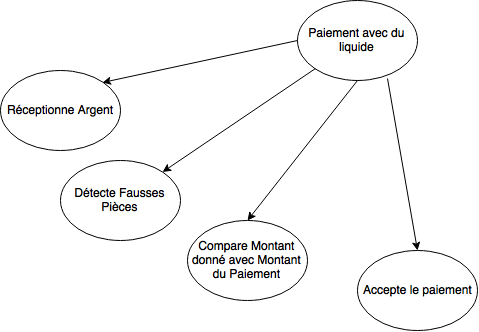 Paiement avec du
liquide
Réceptionne Argent
Détecte Fausses
Pièces
Compare Montant
donné avec Montant
du Paiement
Accepte le paiement